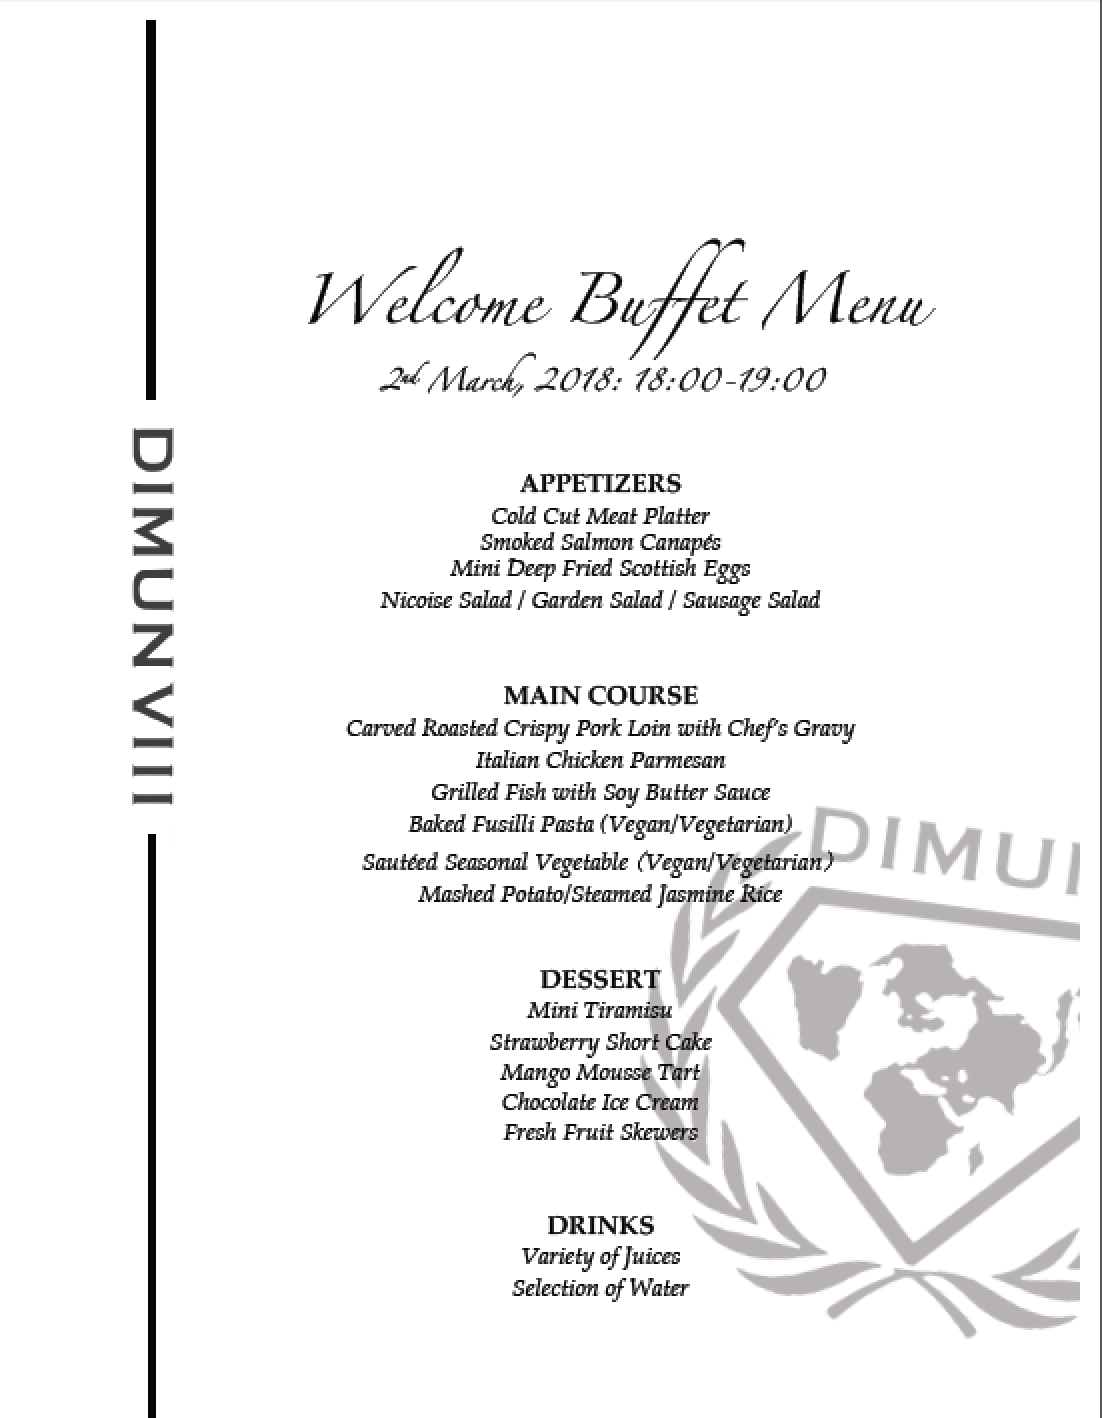 Welcome Buffet Menu
2nd March, 2018: 18:00-19:00
DIMUN VIII
APPETIZERS
Cold Cut Meat Platter
Smoked Salmon Canapés
Mini Deep Fried Scottish Eggs
Nicoise Salad / Garden Salad / Sausage Salad
MAIN COURSE
Carved Roasted Crispy Pork Loin with Chef's Gravy
Italian Chicken Parmesan
Grilled Fish with Soy Butter Sauce
Baked Fusilli Pasta (Vegan/Vegetarian)
Sautéed Seasonal Vegetable (Vegan/Vegetarian)
Mashed Potato/Steamed Jasmine Rice
DIMU
DESSERT
Mini Tiramisu
Strawberry Short Cake
Mango Mousse Tart
Chocolate Ice Cream
Fresh Fruit Skewers
DRINKS
Variety of Juices
Selection of Water